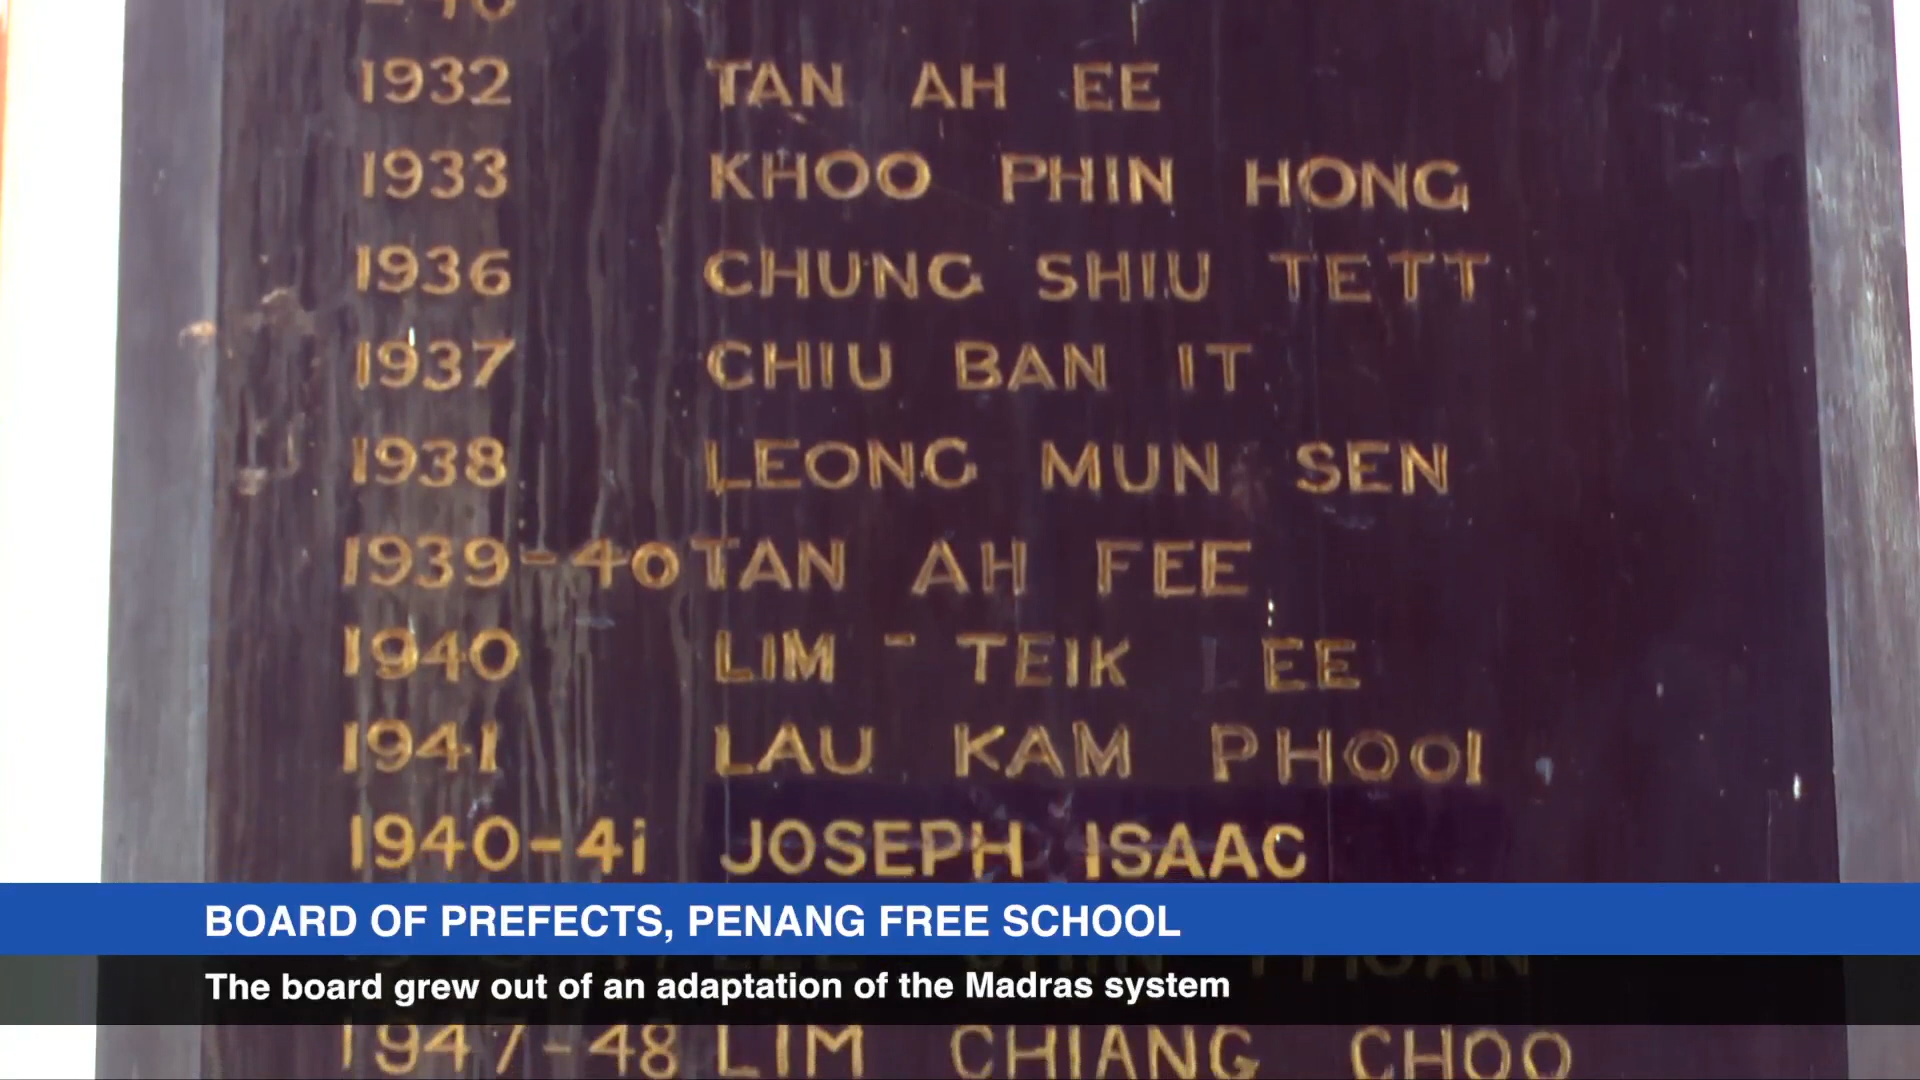 1932 TAN AH EE
1933 KHOO PHIN HONG
1936 CHUNG SHIU TETT
1937 CHIU BAN IT
1938 LEONG MUN SEN
1939-40 TAN AH FEE
1940 LIM - TEIK EE
1941 LAU KAM PHOOI
1940-41 JOSEPH ISAAC
BOARD OF PREFECTS, PENANG FREE SCHOOL
The board grew out of an adaptation of the Madras system
1947-48 LIM CHIANG CHOO